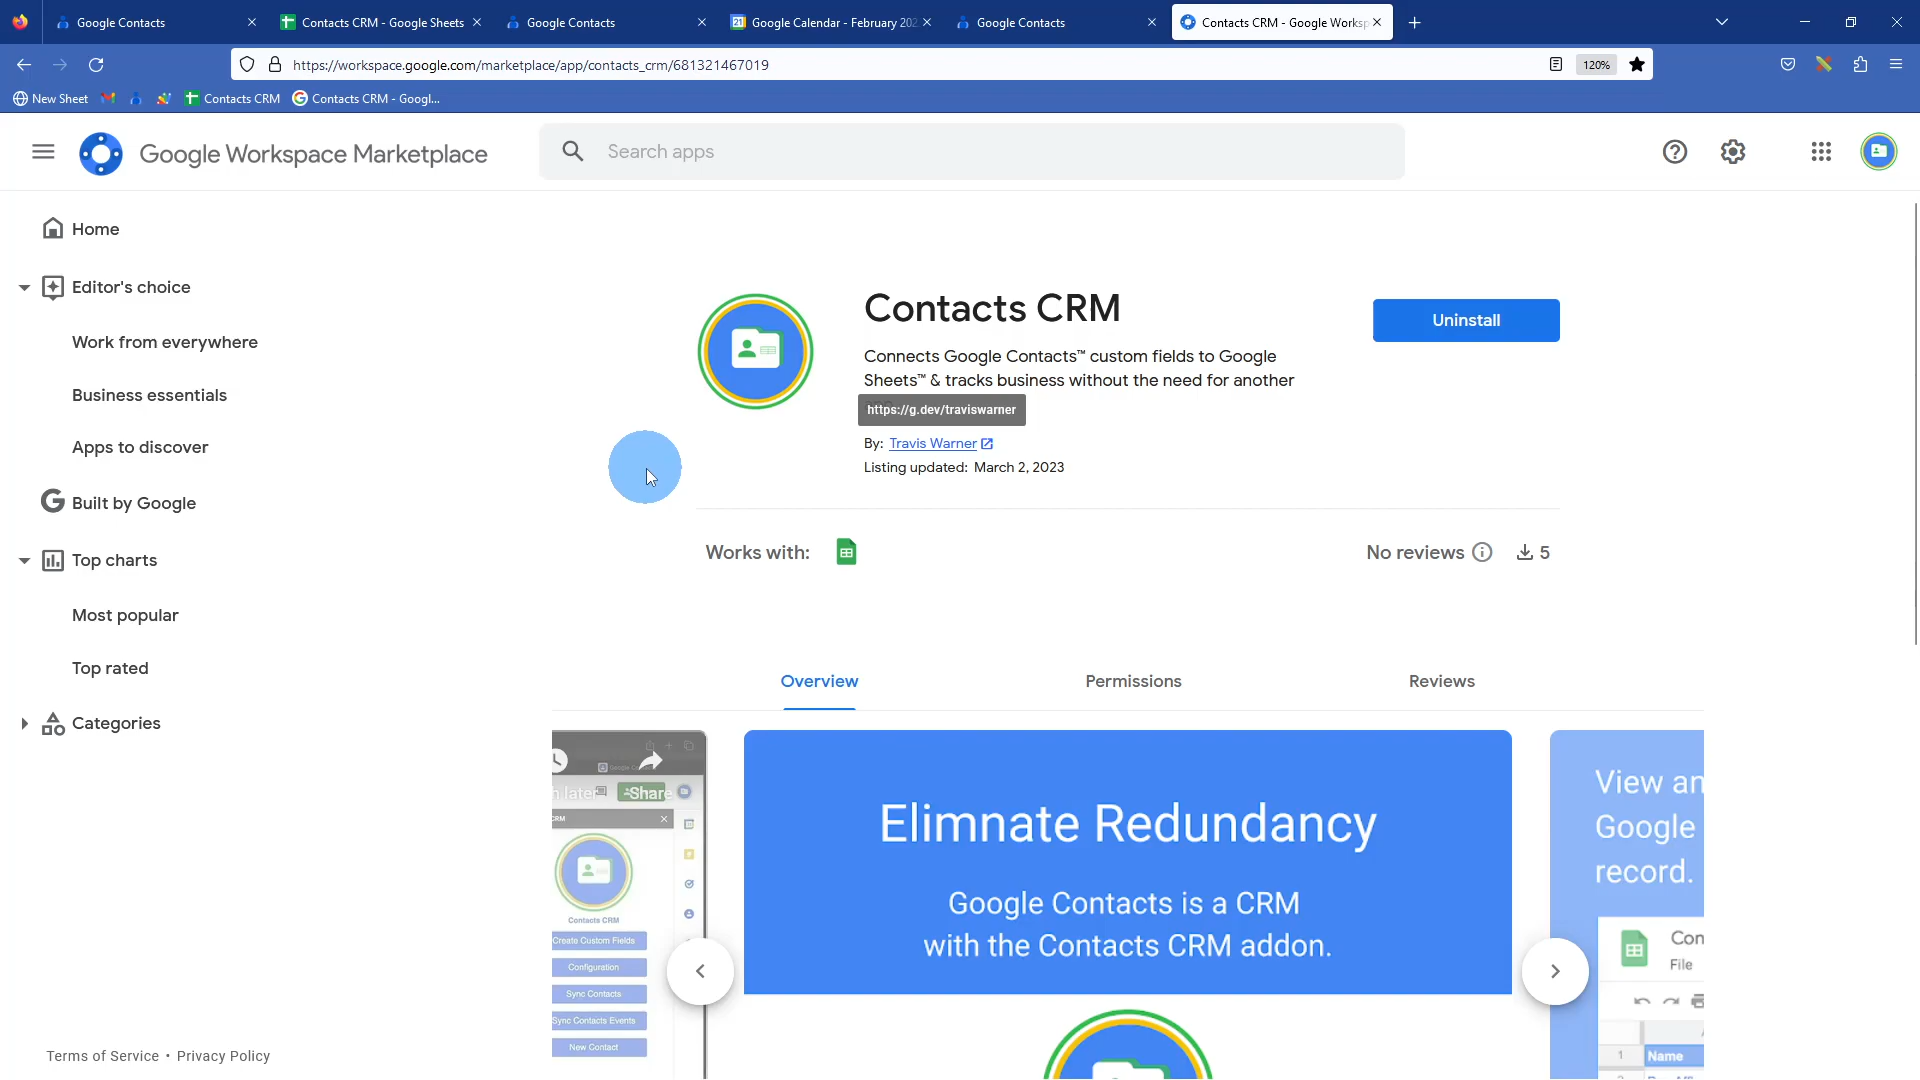 Google Contacts
Contacts CRM - Google Sheets
Google Contacts
Google Calendar - February 202
Google Contacts
Contacts CRM - Google Worksp
https://workspace.google.com/marketplace/app/contacts_crm/681321467019
120%
New Sheet
Contacts CRM
Contacts CRM - Googl...
Google Workspace Marketplace
Search apps
Home
Editor's choice
Work from everywhere
Business essentials
Apps to discover
Built by Google
Top charts
Most popular
Top rated
Categories
Terms of Service • Privacy Policy
Contacts CRM
Uninstall
Connects Google Contacts™ custom fields to Google
Sheets™ & tracks business without the need for another
https://g.dev/traviswarner
By: Travis Warner
Listing updated: March 2, 2023
Works with:
No reviews
5
Overview
Permissions
Reviews
Share
CRM
Contacts CRM
Create Custom Fields
Configuration
Sync Contacts
Sync Contacts Events
New Contact
Elimnate Redundancy
Google Contacts is a CRM
with the Contacts CRM addon.
View an
Google
record.
Con
File
1 Name